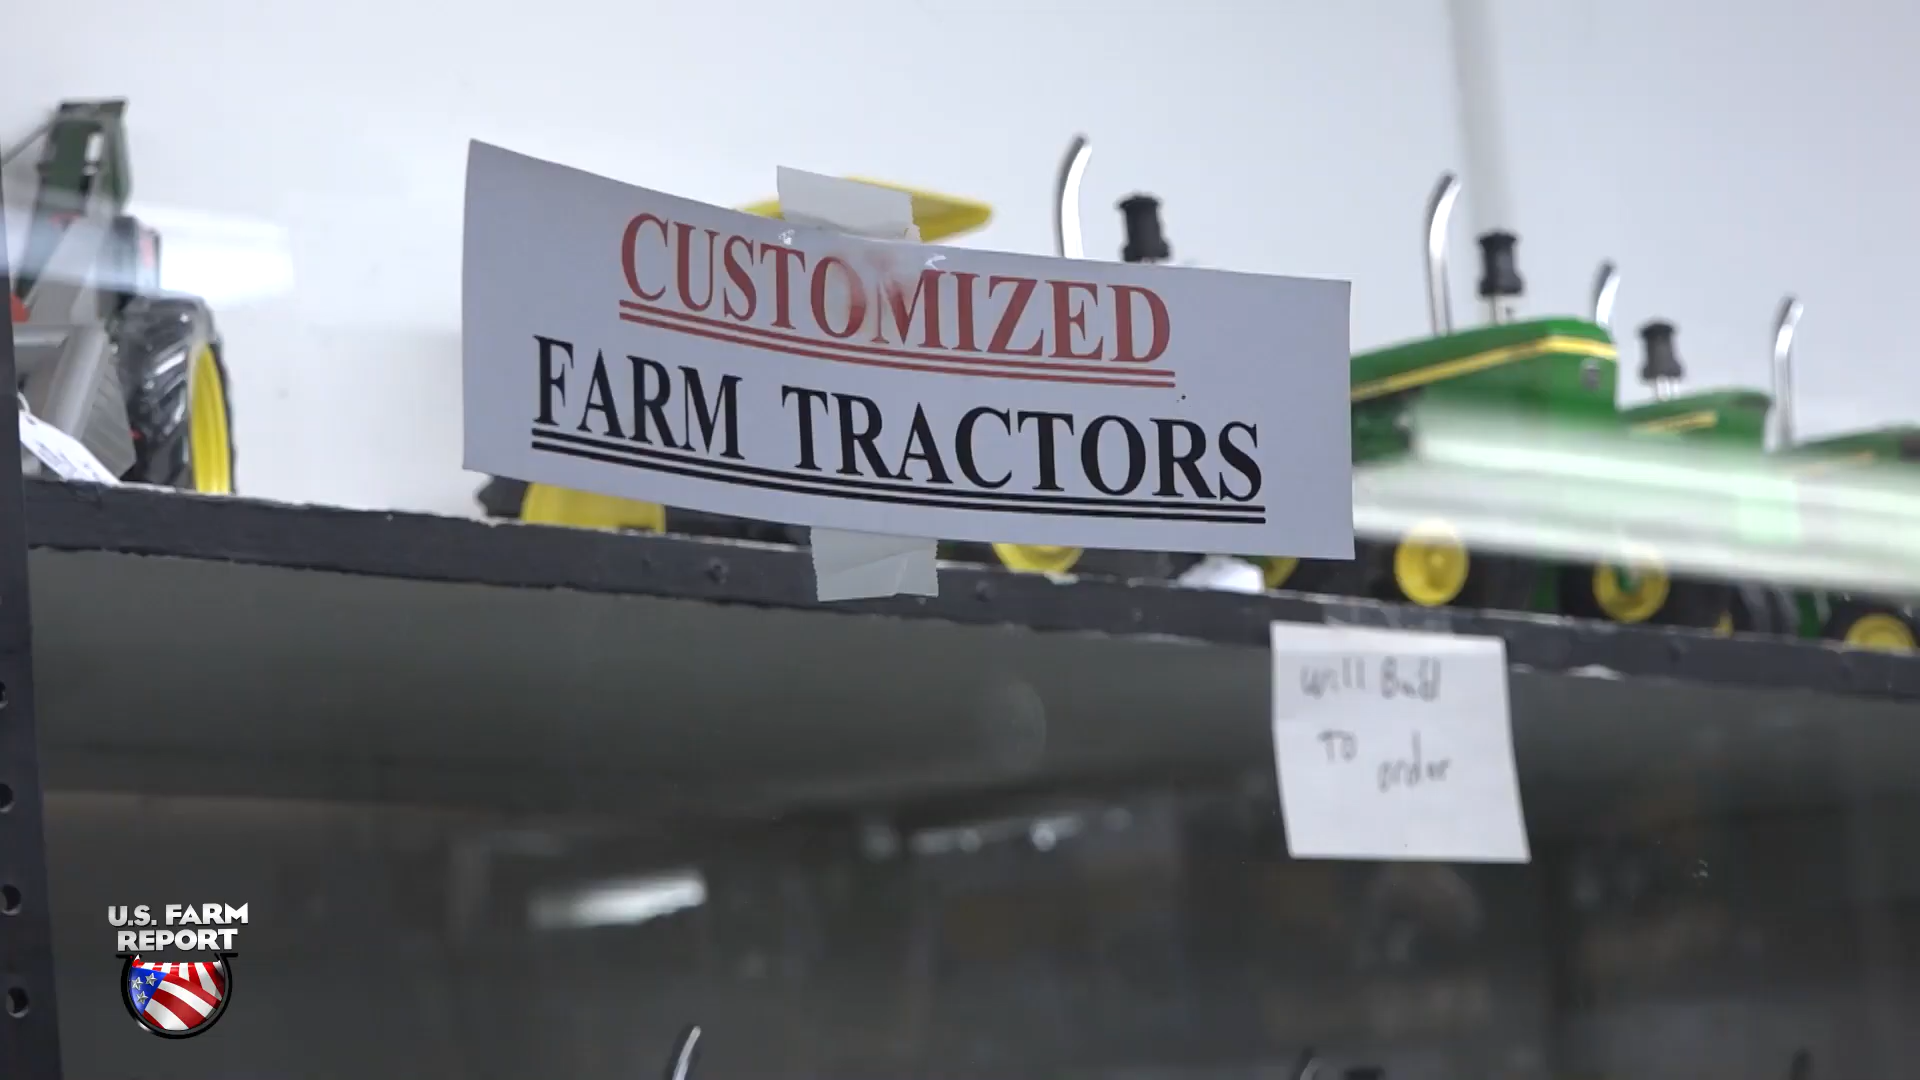 CUSTOMIZED
FARM TRACTORS
Will Build
To order
U.S. FARM
REPORT